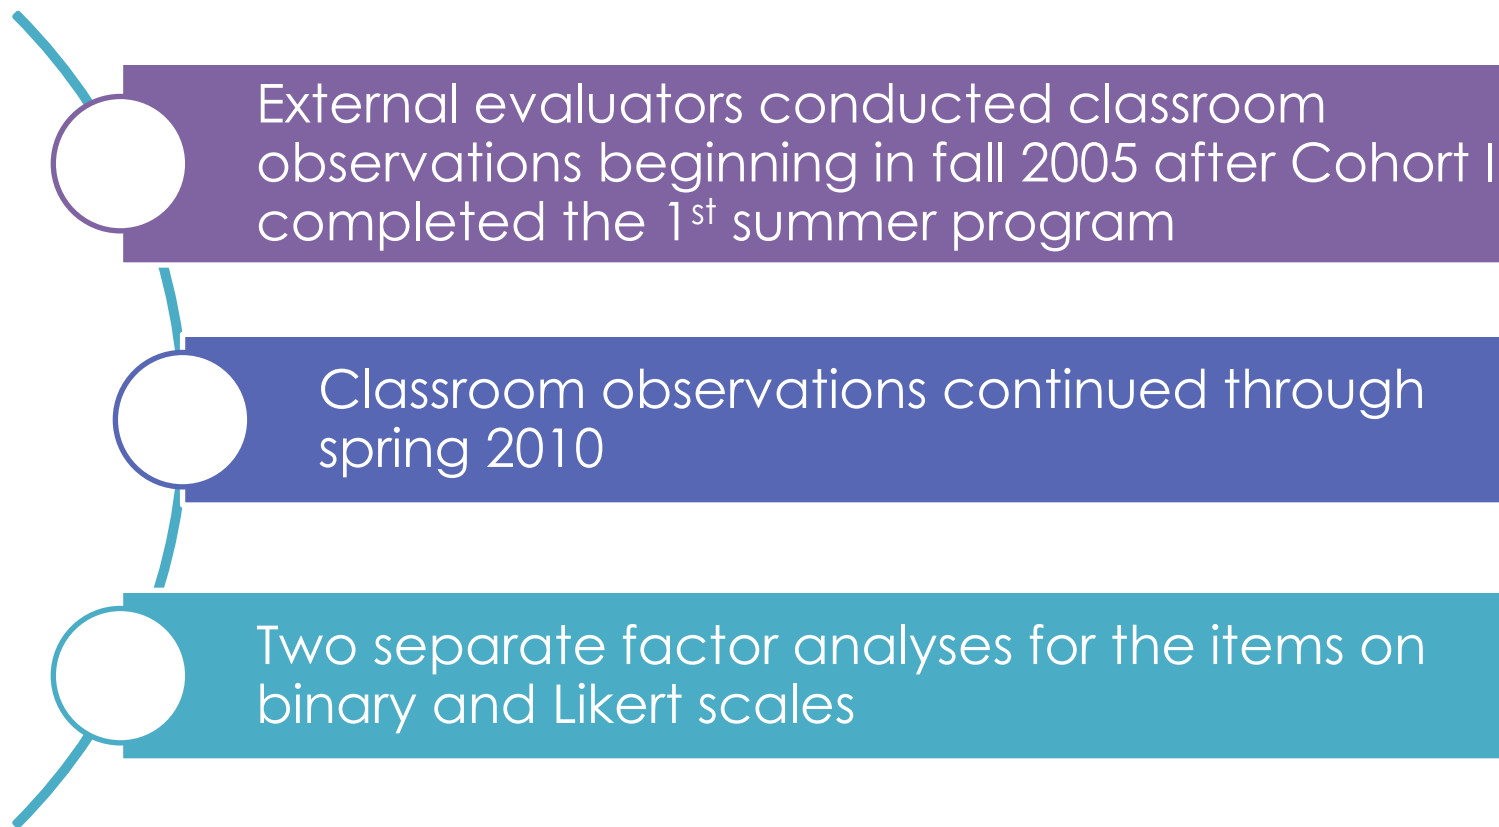 External evaluators conducted classroom
observations beginning in fall 2005 after Cohort I
completed the 1st summer program
Classroom observations continued through
spring 2010
Two separate factor analyses for the items on
binary and Likert scales